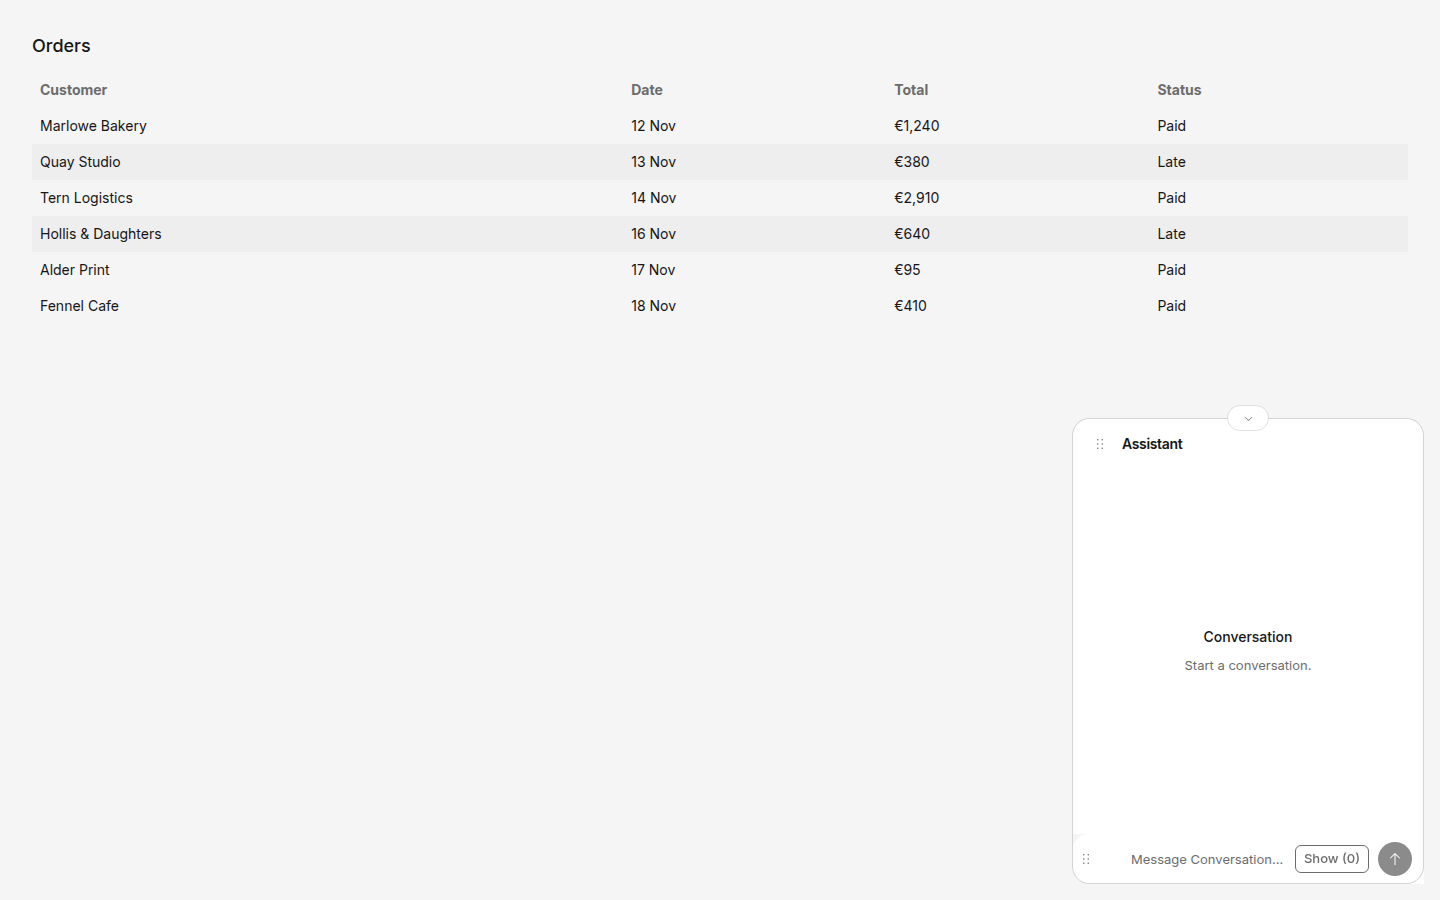 Orders
Customer Date Total Status
Marlowe Bakery 12 Nov €1,240 Paid
Quay Studio 13 Nov €380 Late
Tern Logistics 14 Nov €2,910 Paid
Hollis & Daughters 16 Nov €640 Late
Alder Print 17 Nov €95 Paid
Fennel Cafe 18 Nov €410 Paid
Assistant
Conversation
Start a conversation.
Message Conversation... Show (0)